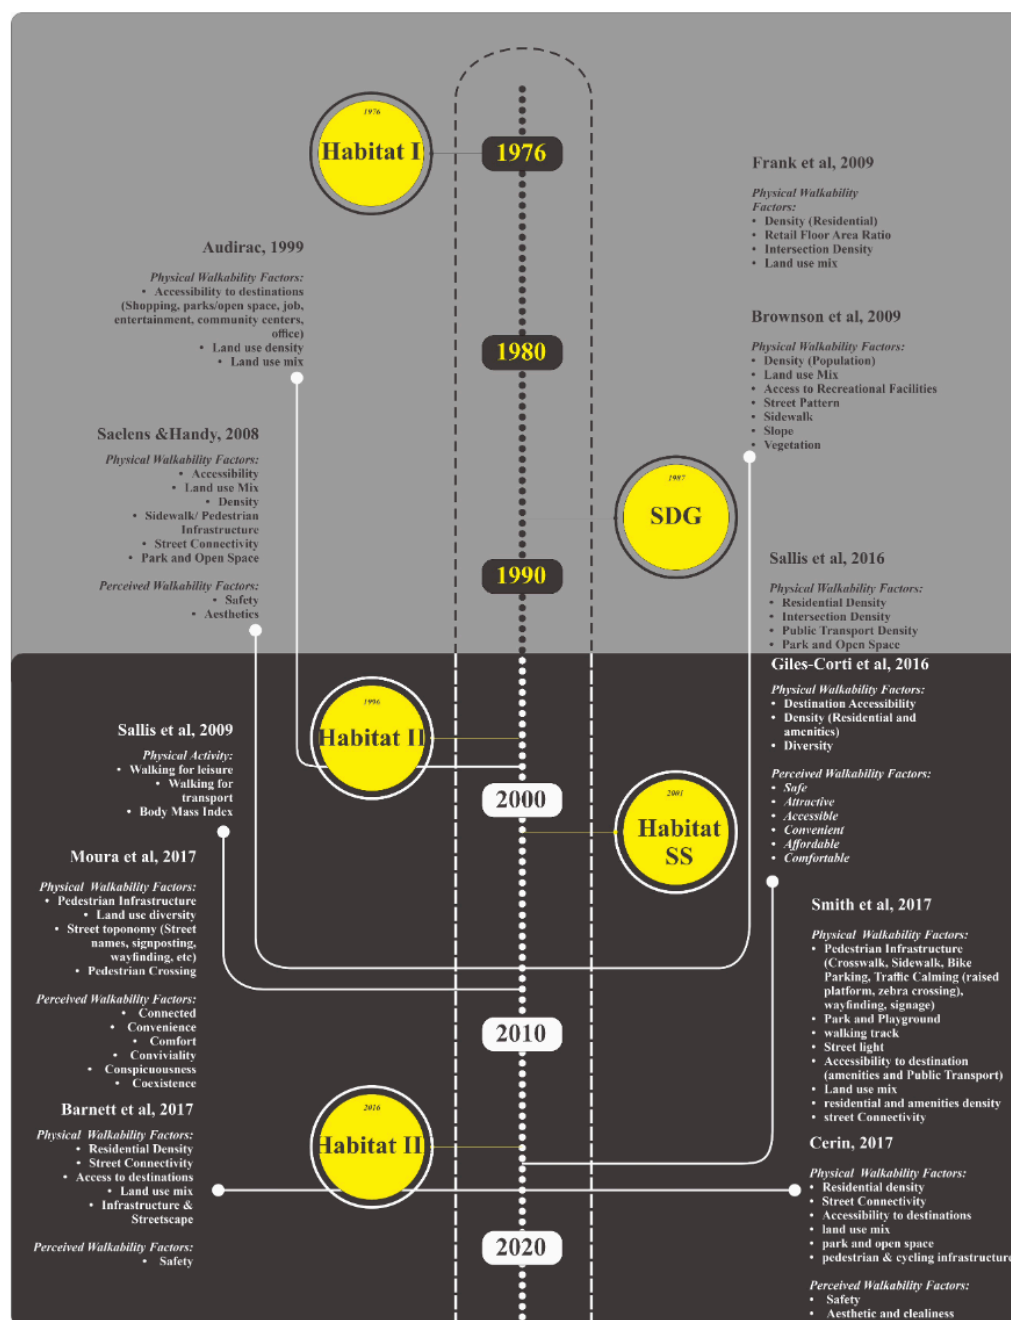 1976
Habitat I
1976
Frank et al, 2009
Physical Walkability
Factors:
• Density (Residential)
• Retail Floor Area Ratio
• Intersection Density
• Land use mix
Audirac, 1999
Physical Walkability Factors:
• Accessibility to destinations
(Shopping, parks/open space, job,
entertainment, community centers,
office)
• Land use density
• Land use mix
Brownson et al, 2009
Physical Walkability Factors:
• Density (Population)
• Land use Mix
• Access to Recreational Facilities
• Street Pattern
• Sidewalk
• Slope
• Vegetation
1980
Saelens &Handy, 2008
Physical Walkability Factors:
• Accessibility
• Land use Mix
• Density
• Sidewalk/ Pedestrian
Infrastructure
• Street Connectivity
• Park and Open Space
Perceived Walkability Factors:
• Safety
• Aesthetics
1987
SDG
1990
Sallis et al, 2016
Physical Walkability Factors:
• Residential Density
• Intersection Density
• Public Transport Density
• Park and Open Space
Giles-Corti et al, 2016
Physical Walkability Factors:
• Destination Accessibility
• Density (Residential and
amenities)
• Diversity
Perceived Walkability Factors:
• Safe
• Attractive
• Accessible
• Convenient
• Affordable
• Comfortable
1996
Habitat II
Sallis et al, 2009
Physical Activity:
• Walking for leisure
• Walking for
transport
• Body Mass Index
2000
2001
Habitat
SS
Moura et al, 2017
Physical Walkability Factors:
• Pedestrian Infrastructure
• Land use diversity
• Street toponomy (Street
names, signposting,
wayfinding, etc)
• Pedestrian Crossing
Perceived Walkability Factors:
• Connected
• Convenience
• Comfort
• Conviviality
• Conspicuousness
• Coexistence
Smith et al, 2017
Physical Walkability Factors:
• Pedestrian Infrastructure
(Crosswalk, Sidewalk, Bike
Parking, Traffic Calming (raised
platform, zebra crossing),
wayfinding, signage)
• Park and Playground
• walking track
• Street light
• Accessibility to destination
(amenities and Public Transport)
• Land use mix
• residential and amenities density
• street Connectivity
2010
Barnett et al, 2017
Physical Walkability Factors:
• Residential Density
• Street Connectivity
• Access to destinations
• Land use mix
• Infrastructure &
Streetscape
Perceived Walkability Factors:
• Safety
2016
Habitat II
Cerin, 2017
Physical Walkability Factors:
• Residential density
• Street Connectivity
• Accessibility to destinations
• land use mix
• park and open space
• pedestrian & cycling infrastructure
Perceived Walkability Factors:
• Safety
• Aesthetic and clealiness
2020